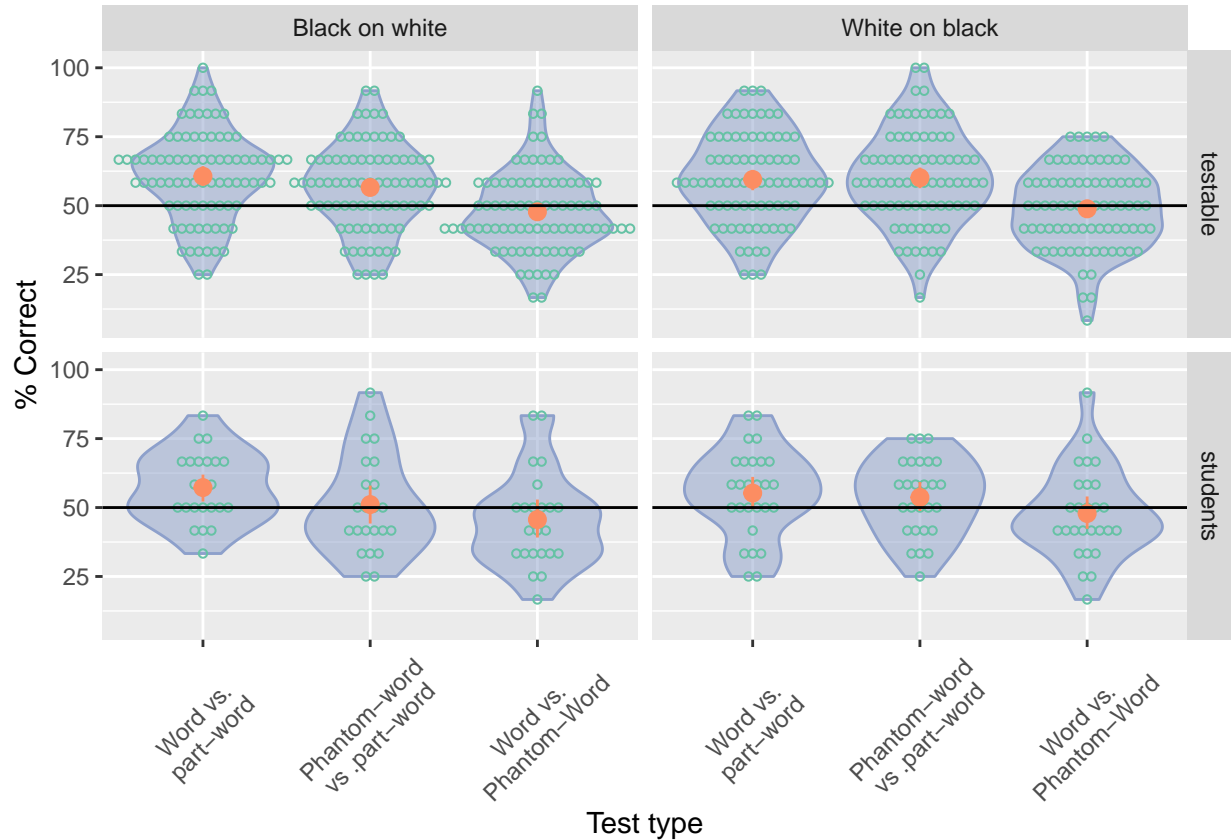 Black on white
White on black
% Correct
100
75
50
25
testable
100
75
50
25
students
Word vs.
part−word
Phantom−word
vs .part−word
Word vs.
Phantom−Word
Word vs.
part−word
Phantom−word
vs .part−word
Word vs.
Phantom−Word
Test type